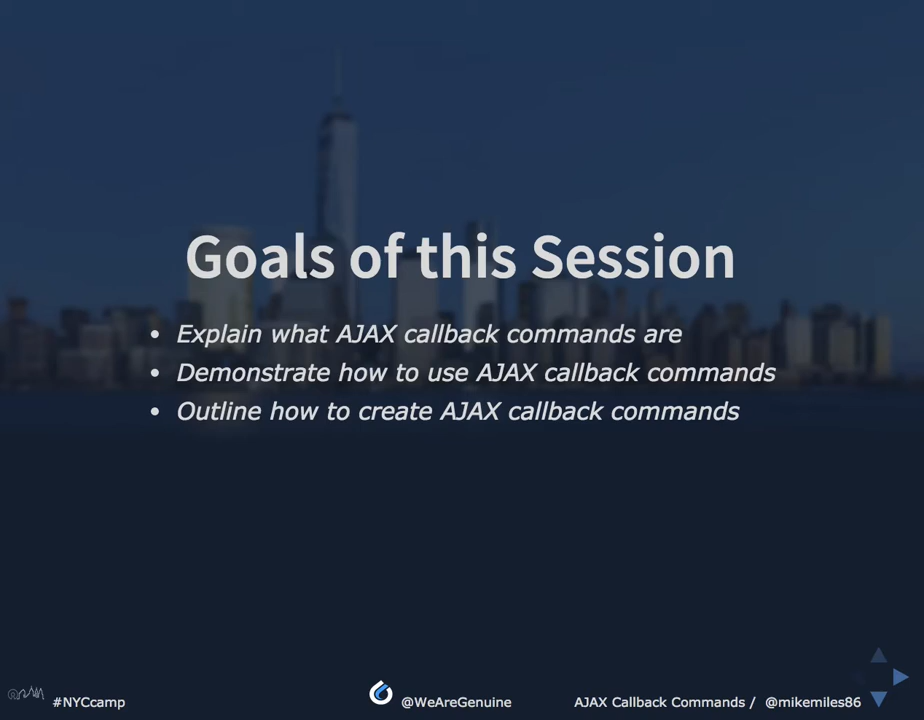 Goals of this Session
• Explain what AJAX callback commands are
• Demonstrate how to use AJAX callback commands
• Outline how to create AJAX callback commands
#NYCcamp
@WeAreGenuine
AJAX Callback Commands / @mikemiles86